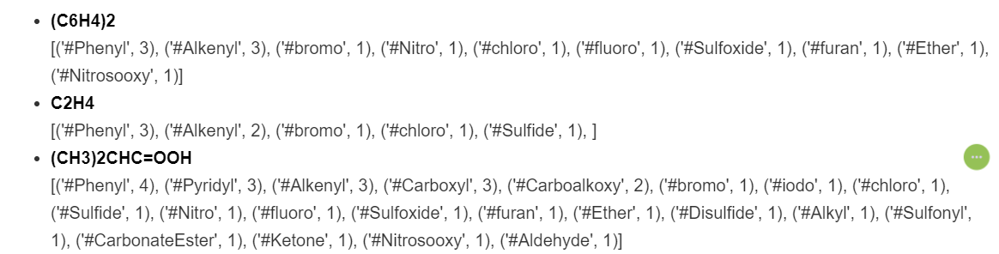 • (C6H4)2
[('#Phenyl', 3), ('#Alkenyl', 3), ('#bromo', 1), ('#Nitro', 1), ('#chloro', 1), ('#fluoro', 1), ('#Sulfoxide', 1), ('#furan', 1), ('#Ether', 1),
('#Nitrosooxy', 1)]
• C2H4
[('#Phenyl', 3), ('#Alkenyl', 2), ('#bromo', 1), ('#chloro', 1), ('#Sulfide', 1), ]
• (CH3)2CHC=OOH
[('#Phenyl', 4), ('#Pyridyl', 3), ('#Alkenyl', 3), ('#Carboxyl', 3), ('#Carboalkoxy', 2), ('#bromo', 1), ('#iodo', 1), ('#chloro', 1),
('#Sulfide', 1), ('#Nitro', 1), ('#fluoro', 1), ('#Sulfoxide', 1), ('#furan', 1), ('#Ether', 1), ('#Disulfide', 1), ('#Alkyl', 1), ('#Sulfonyl',
1), ('#CarbonateEster', 1), ('#Ketone', 1), ('#Nitrosooxy', 1), ('#Aldehyde', 1)]